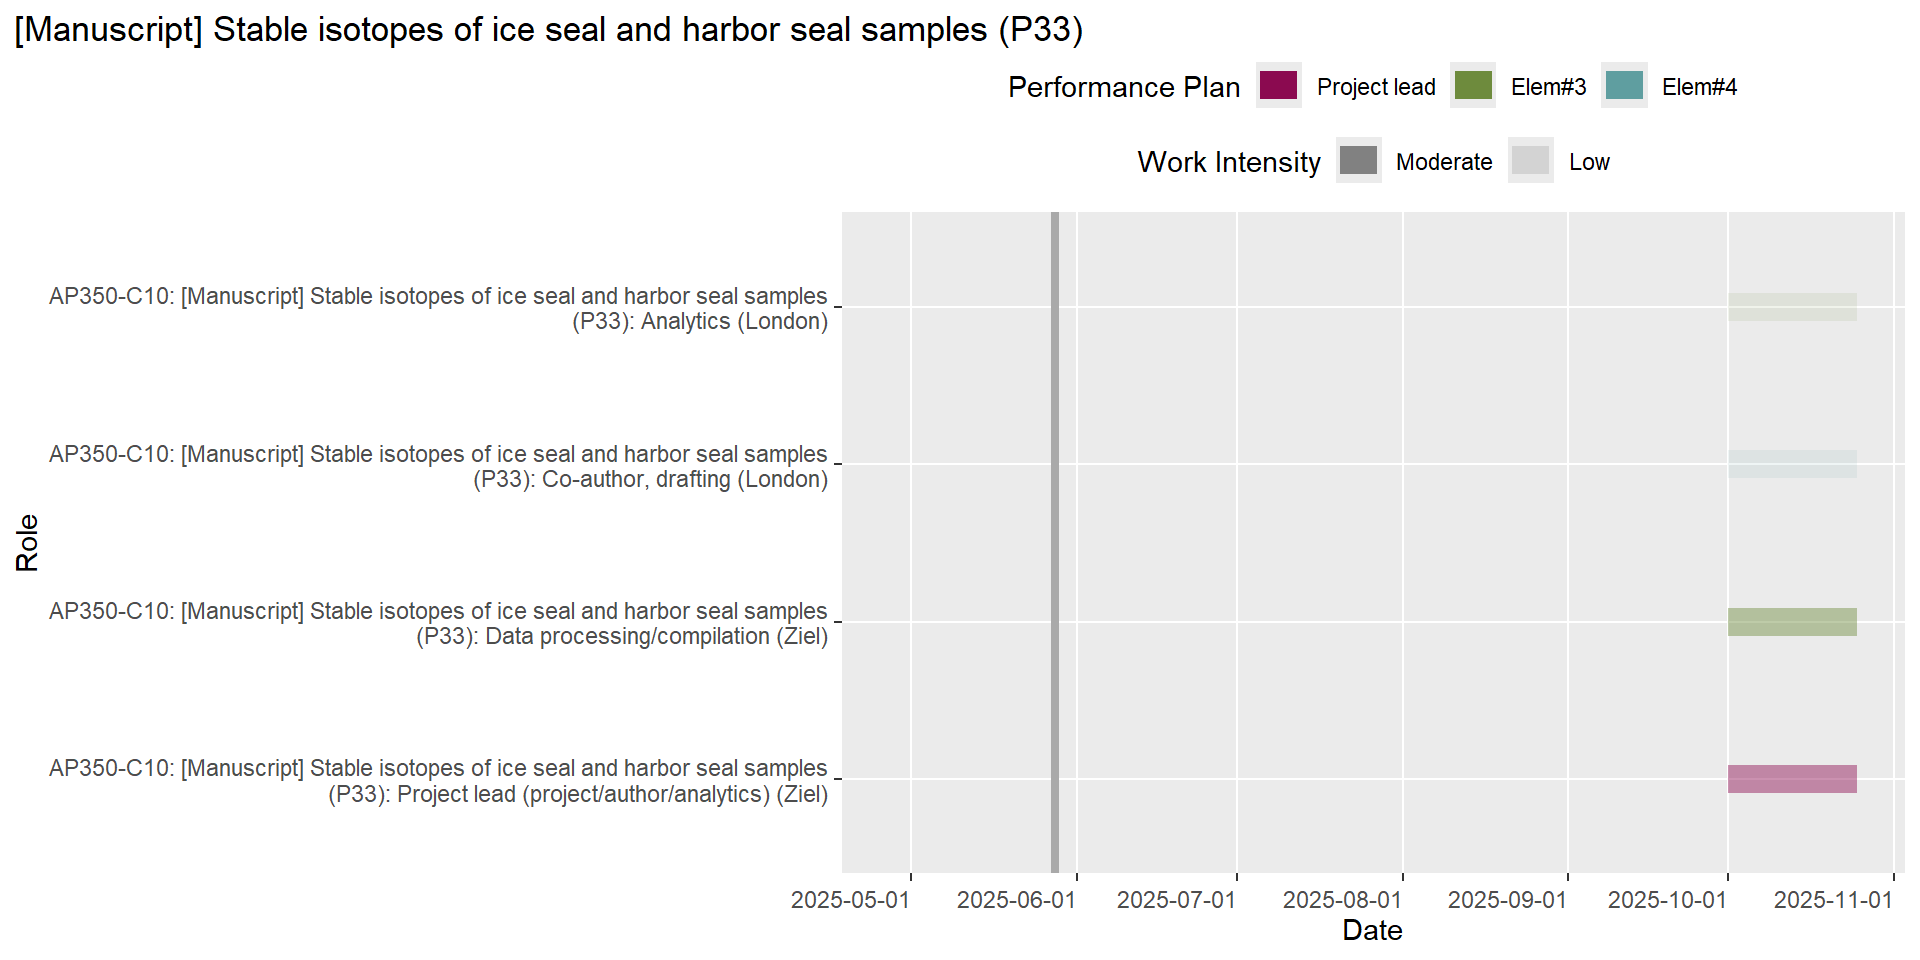 [Manuscript] Stable isotopes of ice seal and harbor seal samples (P33)
Performance Plan Project lead Elem#3 Elem#4
Work Intensity Moderate Low
Role
AP350-C10: [Manuscript] Stable isotopes of ice seal and harbor seal samples
(P33): Analytics (London)
AP350-C10: [Manuscript] Stable isotopes of ice seal and harbor seal samples
(P33): Co-author, drafting (London)
AP350-C10: [Manuscript] Stable isotopes of ice seal and harbor seal samples
(P33): Data processing/compilation (Ziel)
AP350-C10: [Manuscript] Stable isotopes of ice seal and harbor seal samples
(P33): Project lead (project/author/analytics) (Ziel)
2025-05-01 2025-06-01 2025-07-01 2025-08-01 2025-09-01 2025-10-01 2025-11-01
Date